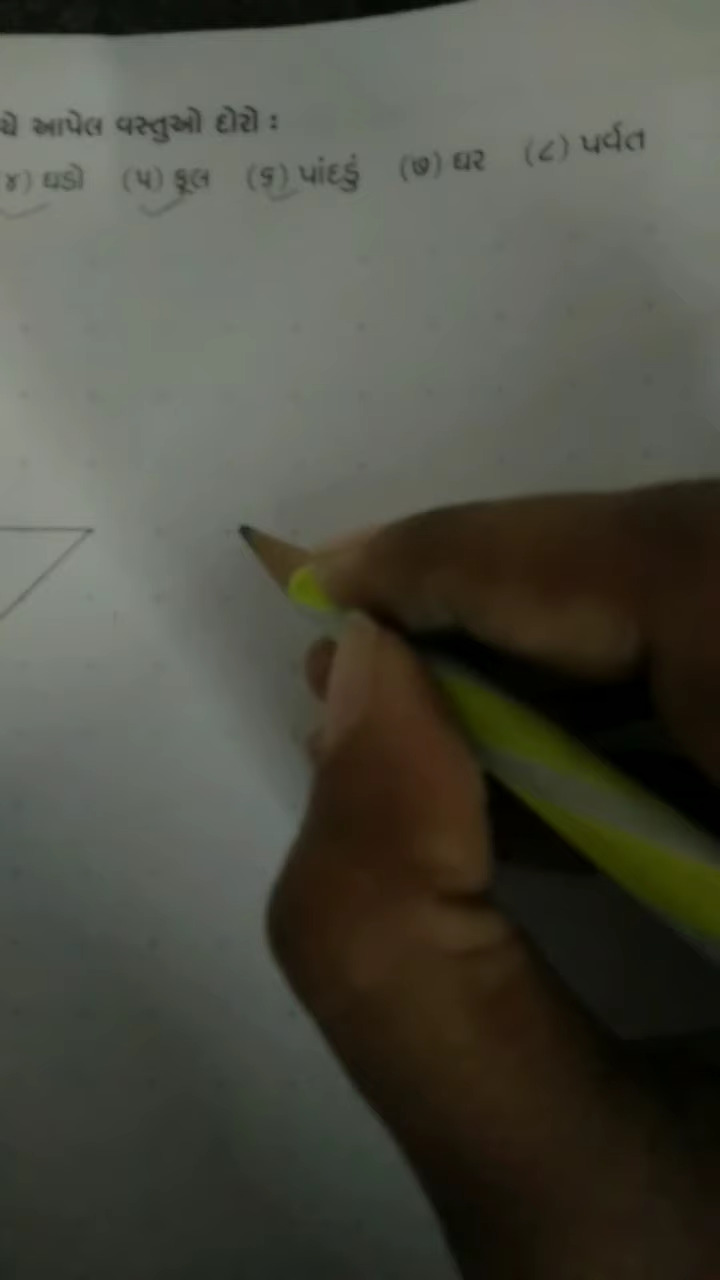 થે આપેલ વસ્તુઓ દોરો :
૪) ઘડો (૫) ફૂલ (૬) પાંદડું (૭) ઘર (૮) પર્વત